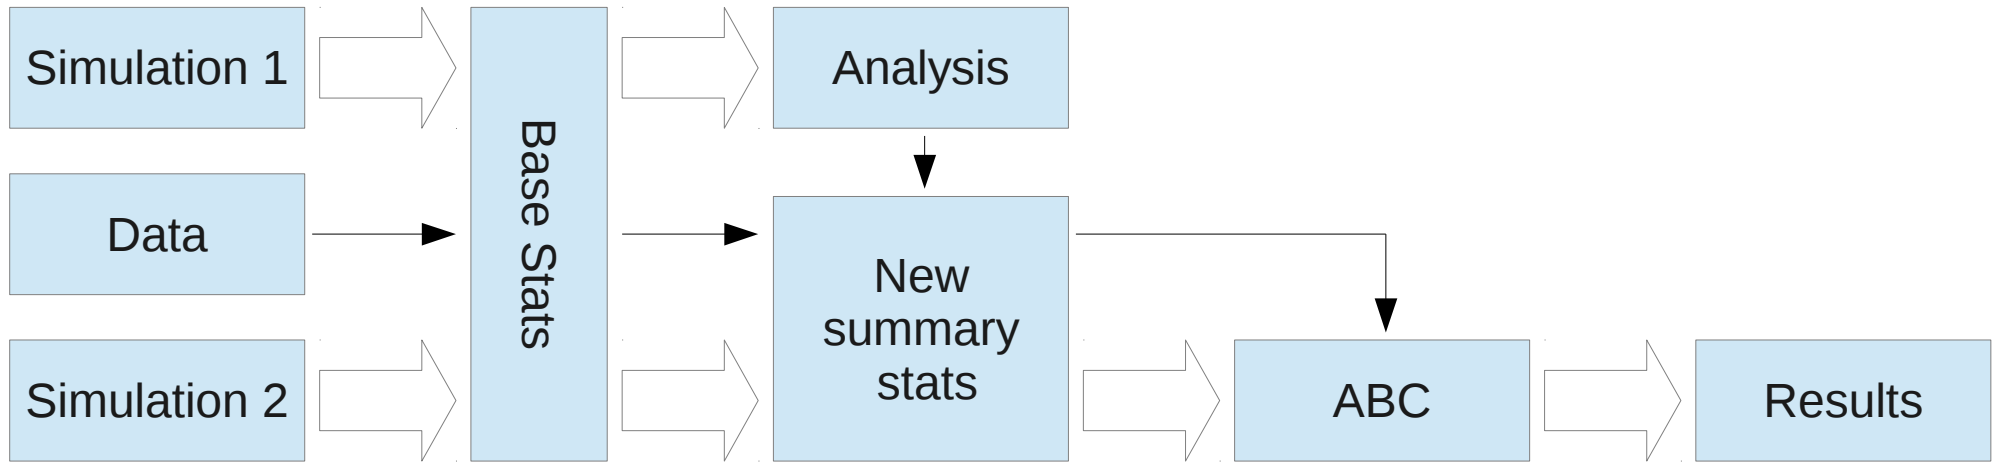 Simulation 1
Data
Simulation 2
Base Stats
Analysis
New
summary
stats
ABC
Results